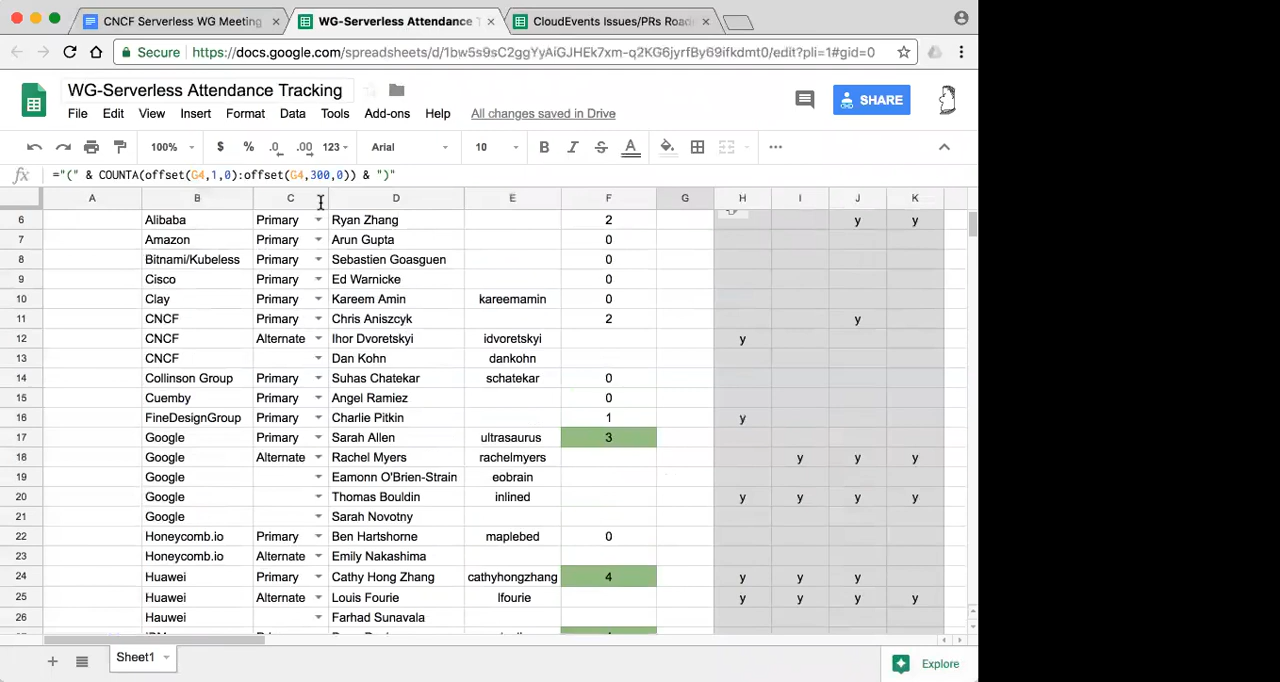 CNCF Serverless WG Meeting
WG-Serverless Attendance T
CloudEvents Issues/PRs Road
Secure
https://docs.google.com/spreadsheets/d/1bw5s9sC2ggYyAiGJHEk7xm-q2KG6jyrfBy69ifkdmt0/edit?pli=1#gid=0
WG-Serverless Attendance Tracking
SHARE
File Edit View Insert Format Data Tools Add-ons Help All changes saved in Drive
100% $ % .0 .00 123 Arial 10 B I S A
fx ="(" & COUNTA(offset(G4,1,0):offset(G4,300,0)) & ")"
A B C D E F G H I J K
6 Alibaba Primary Ryan Zhang 2 y y
7 Amazon Primary Arun Gupta 0
8 Bitnami/Kubeless Primary Sebastien Goasguen 0
9 Cisco Primary Ed Warnicke 0
10 Clay Primary Kareem Amin kareemamin 0
11 CNCF Primary Chris Aniszcyk 2 y
12 CNCF Alternate Ihor Dvoretskyi idvoretskyi y
13 CNCF Dan Kohn dankohn
14 Collinson Group Primary Suhas Chatekar schatekar 0
15 Cuemby Primary Angel Ramiez 0
16 FineDesignGroup Primary Charlie Pitkin 1 y
17 Google Primary Sarah Allen ultrasaurus 3
18 Google Alternate Rachel Myers rachelmyers y y y
19 Google Eamonn O'Brien-Strain eobrain
20 Google Thomas Bouldin inlined y y y y
21 Google Sarah Novotny
22 Honeycomb.io Primary Ben Hartshorne maplebed 0
23 Honeycomb.io Alternate Emily Nakashima
24 Huawei Primary Cathy Hong Zhang cathyhongzhang 4 y y y
25 Huawei Alternate Louis Fourie lfourie y y y y
26 Hauwei Farhad Sunavala
Sheet1
Explore